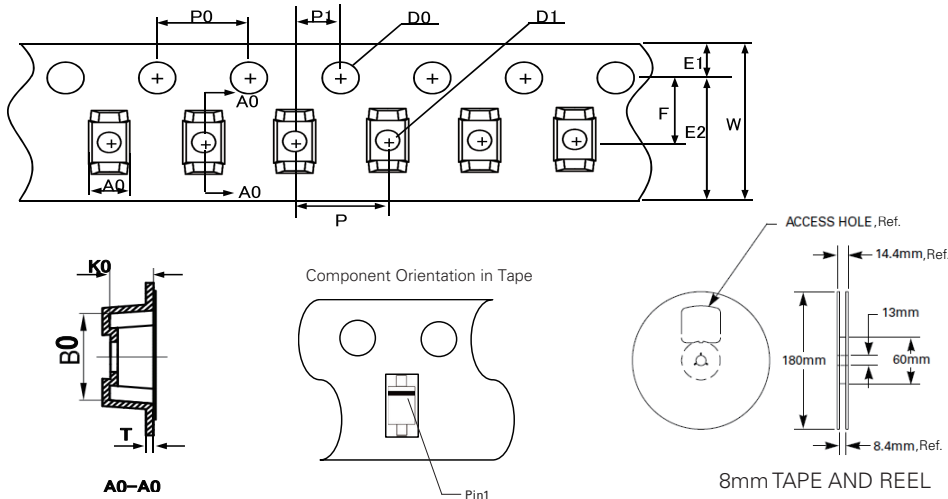 P0
P1
D0
D1
E1
A0
F
E2
W
A0
A0
P
ACCESS HOLE,Ref.
14.4mm,Ref.
K0
Component Orientation in Tape
13mm
B0
180mm
60mm
T
8.4mm,Ref.
A0-A0
Pin1
8mm TAPE AND REEL